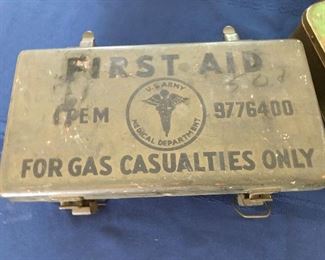 FIRST AID
U.S. ARMY
MEDICAL DEPARTMENT
ITEM 9776400
FOR GAS CASUALTIES ONLY